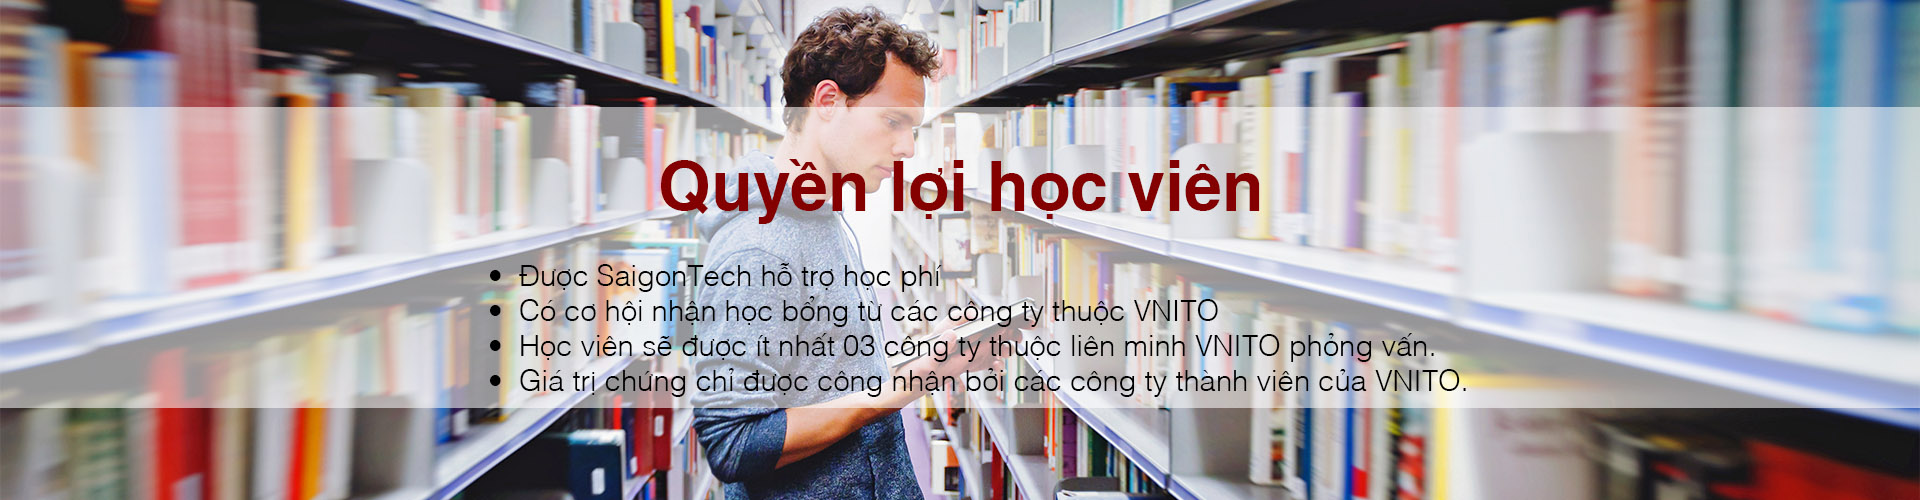 Quyền lợi học viên
• Được SaigonTech hỗ trợ học phí
• Có cơ hội nhận học bổng từ các công ty thuộc VNITO
• Học viên sẽ được ít nhất 03 công ty thuộc liên minh VNITO phỏng vấn.
• Giá trị chứng chỉ được công nhận bởi các công ty thành viên của VNITO.